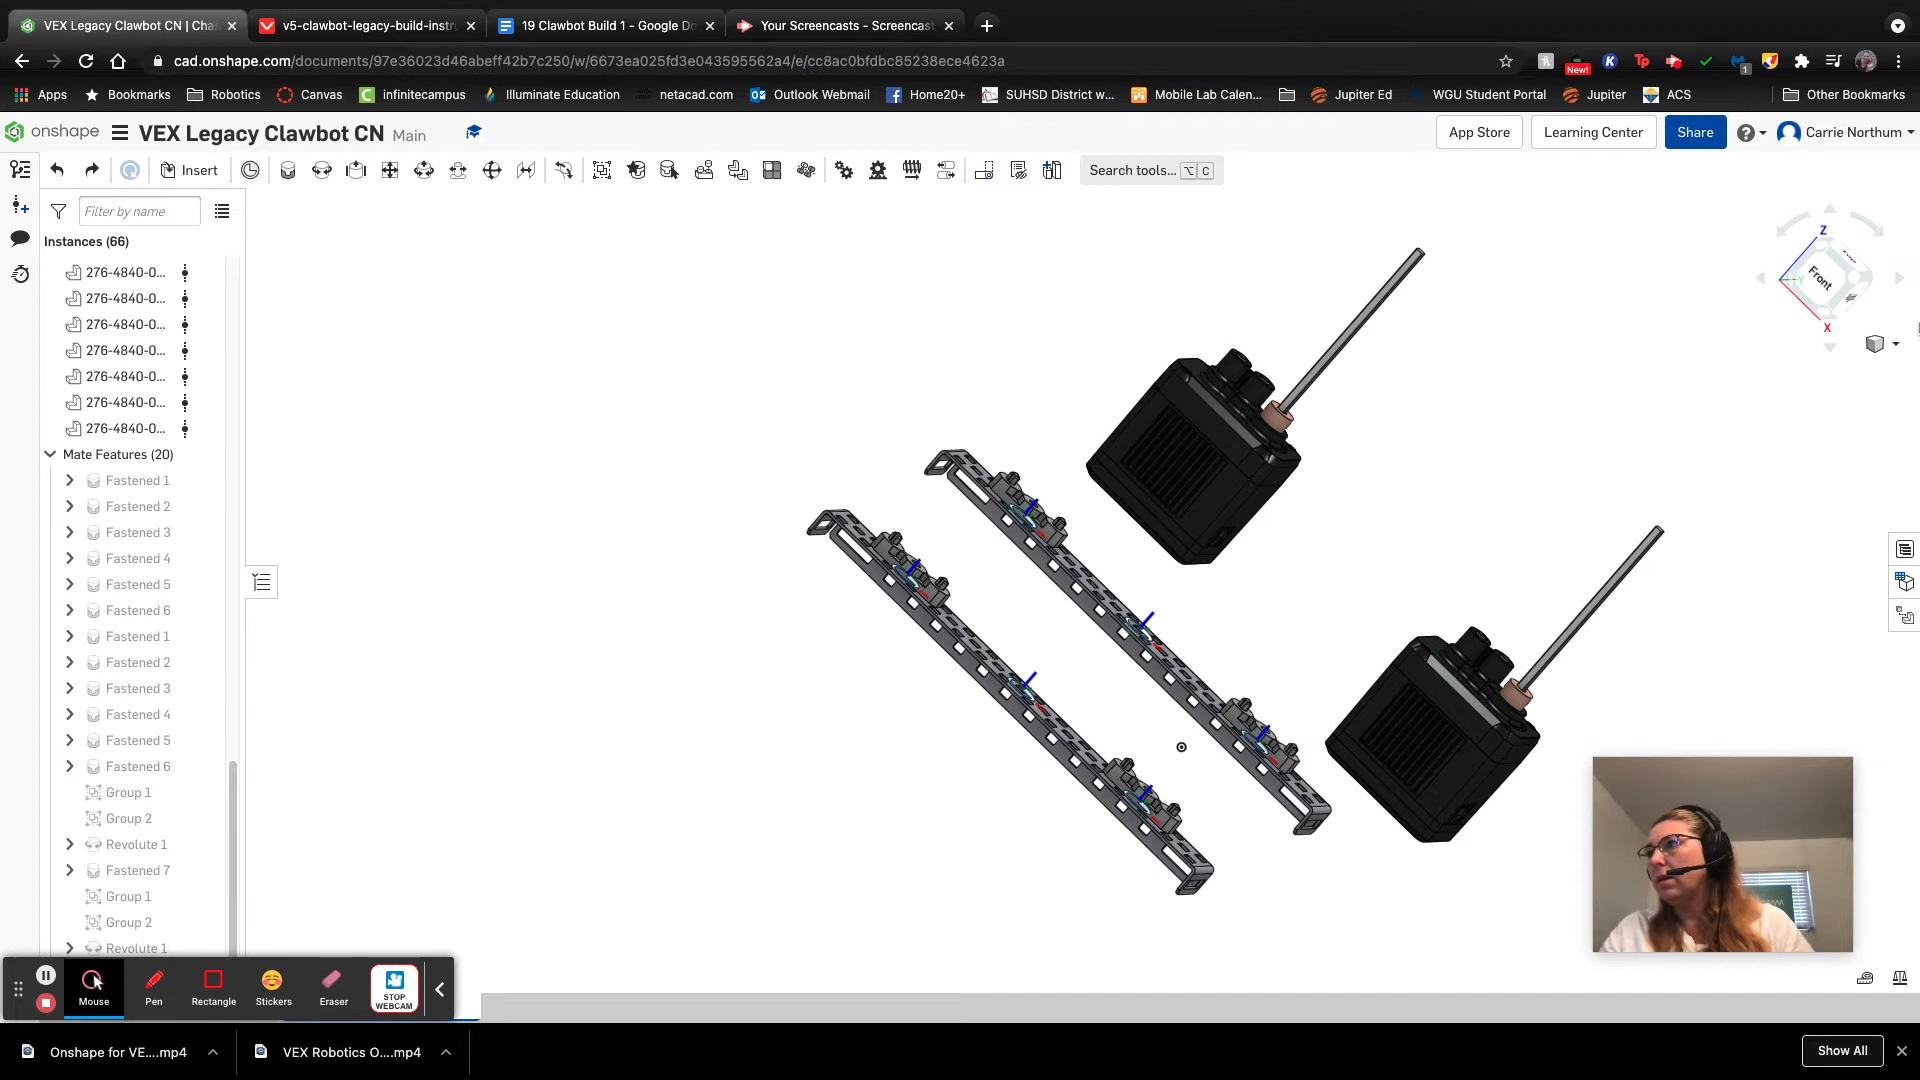 VEX Legacy Clawbot CN | Chas
v5-clawbot-legacy-build-instru
19 Clawbot Build 1 - Google Do
Your Screencasts - Screencast
cad.onshape.com/documents/97e36023d46abeff42b7c250/w/6673ea025fd3e043595562a4/e/cc8ac0bfdbc85238ece4623a
New!
K
Tp
1
Apps
Bookmarks
Robotics
Canvas
infinitecampus
Illuminate Education
netacad.com
Outlook Webmail
Home20+
SUHSD District w...
Mobile Lab Calen...
Jupiter Ed
WGU Student Portal
Jupiter
ACS
Other Bookmarks
onshape
VEX Legacy Clawbot CN Main
App Store
Learning Center
Share
Carrie Northum
Insert
Search tools... ⌥ C
Filter by name
Instances (66)
276-4840-0...
276-4840-0...
276-4840-0...
276-4840-0...
276-4840-0...
276-4840-0...
276-4840-0...
Mate Features (20)
Fastened 1
Fastened 2
Fastened 3
Fastened 4
Fastened 5
Fastened 6
Fastened 1
Fastened 2
Fastened 3
Fastened 4
Fastened 5
Fastened 6
Group 1
Group 2
Revolute 1
Fastened 7
Group 1
Group 2
Revolute 1
Z
Front
Y
X
Mouse
Pen
Rectangle
Stickers
Eraser
STOP
WEBCAM
Onshape for VE....mp4
VEX Robotics O....mp4
Show All